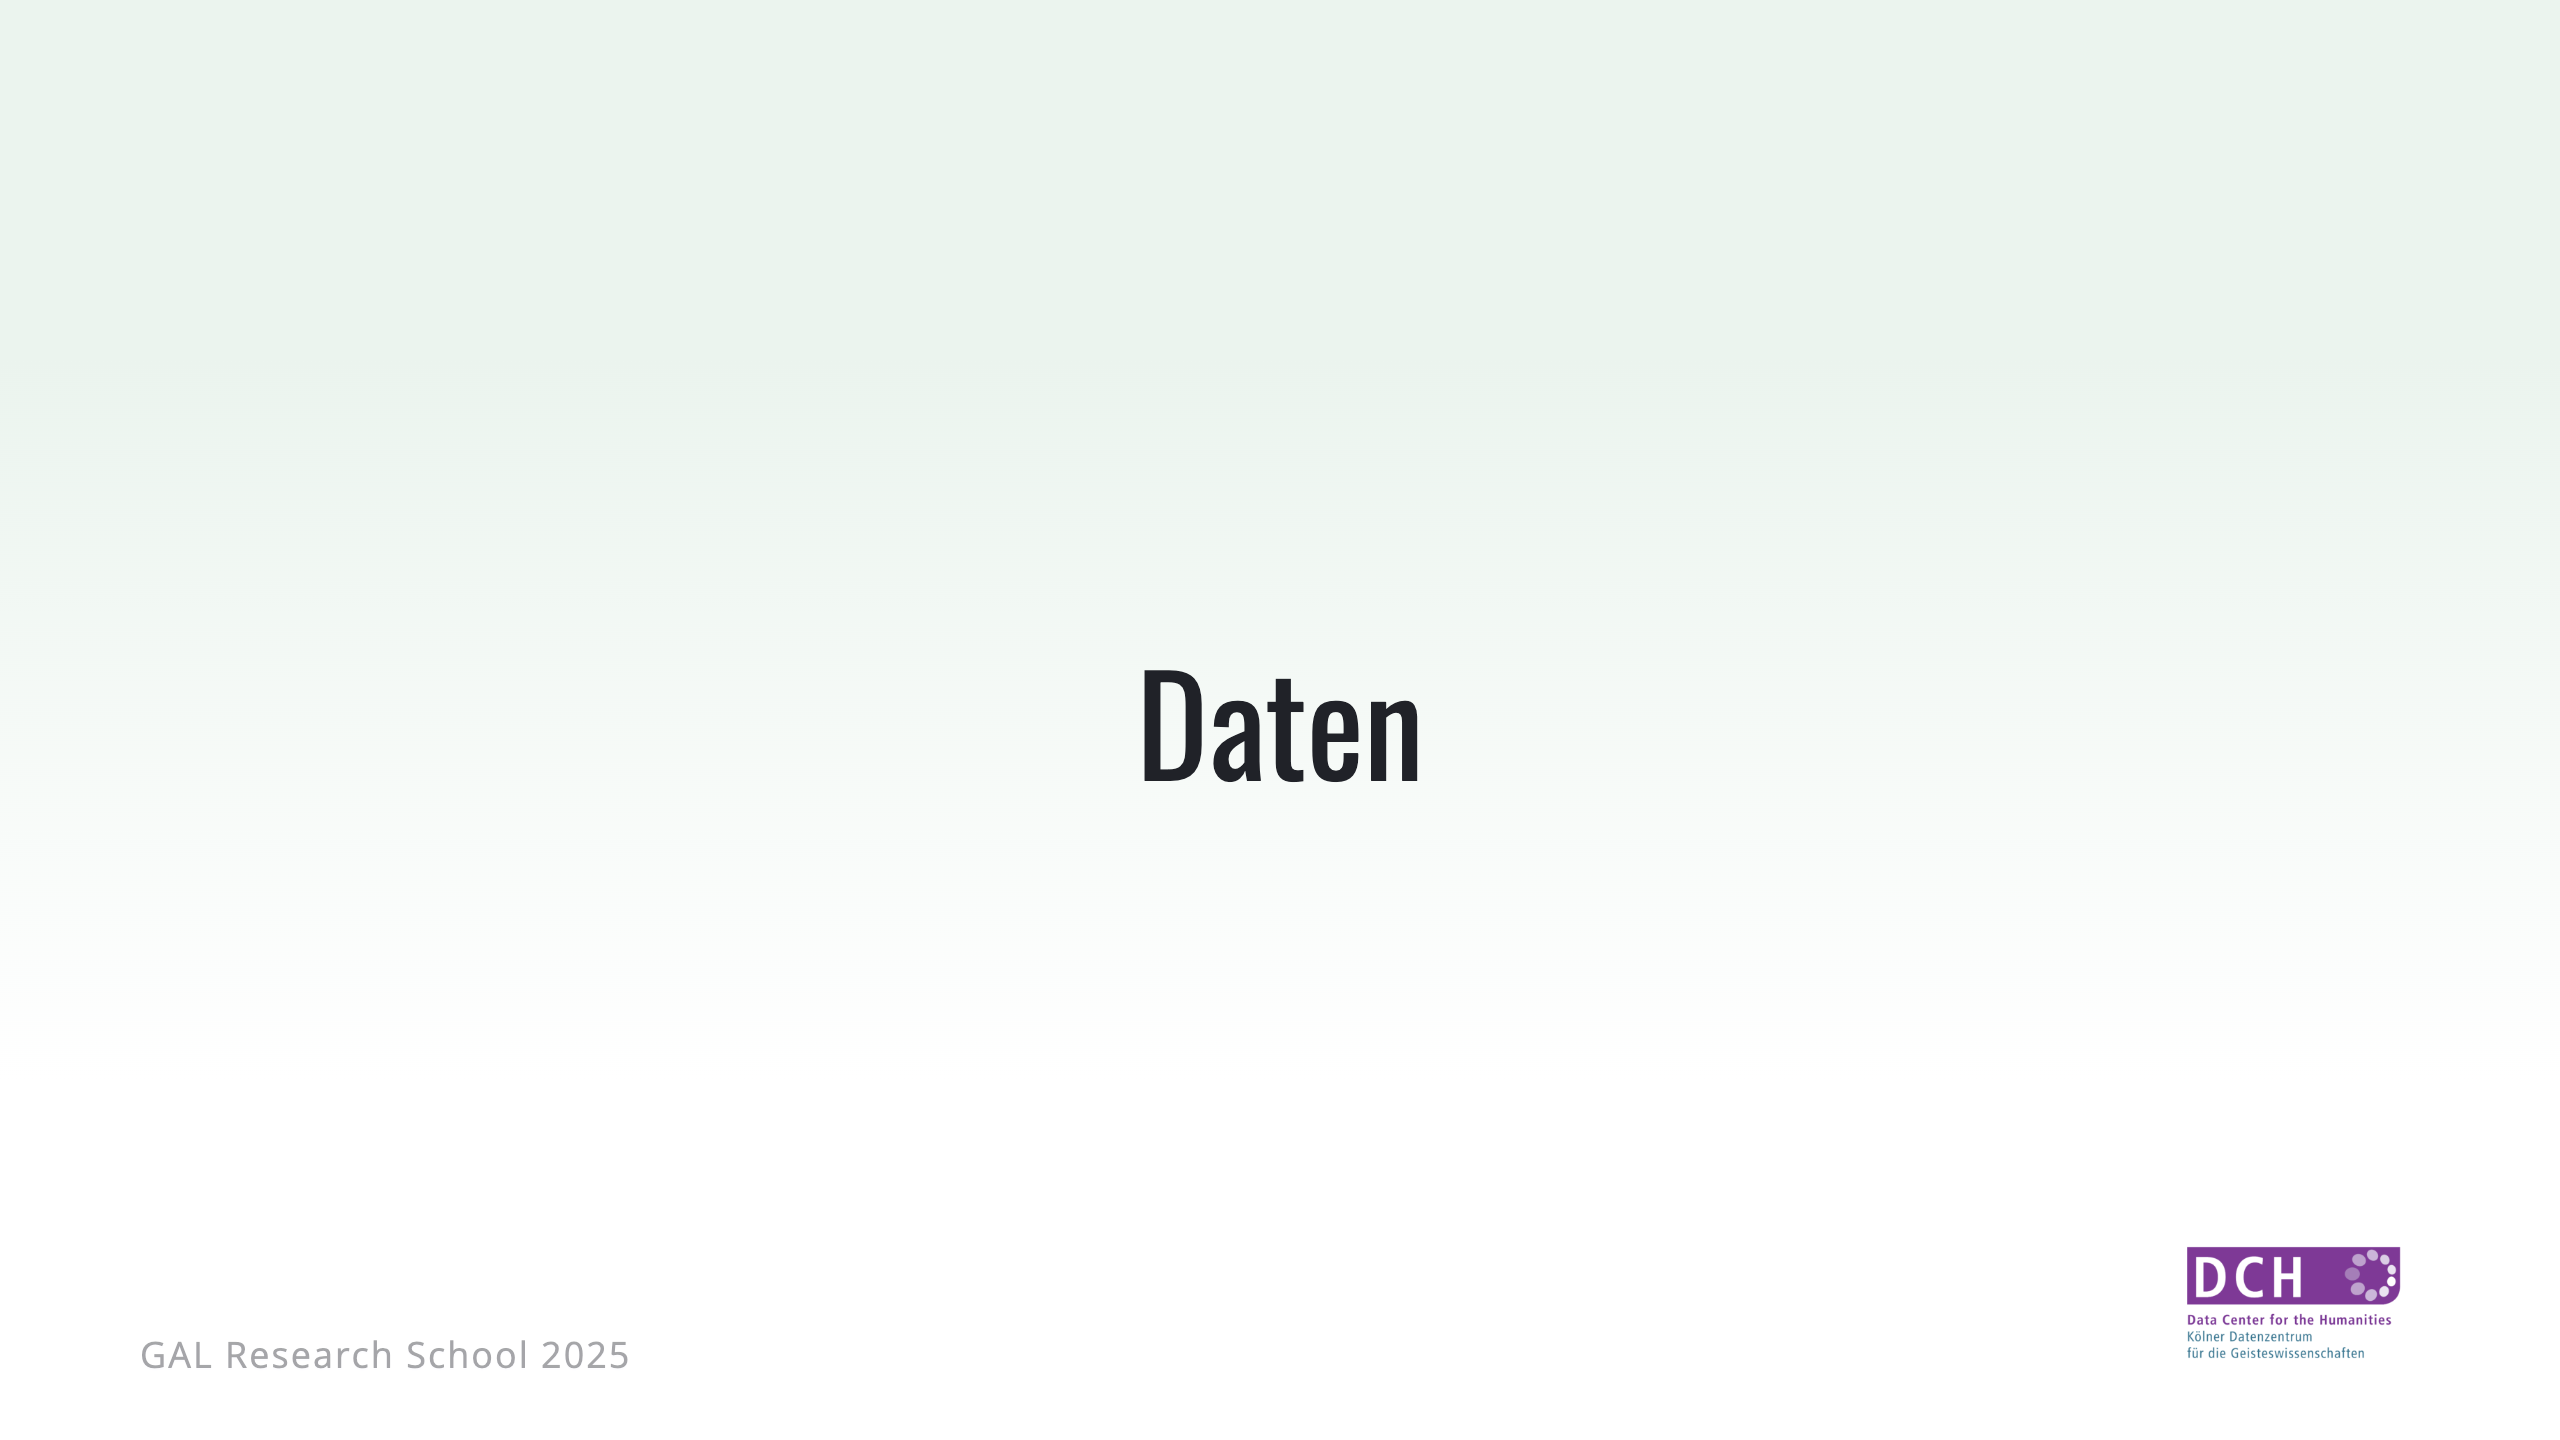 Daten
GAL Research School 2025
DCH
Data Center for the Humanities
Kölner Datenzentrum
für die Geisteswissenschaften